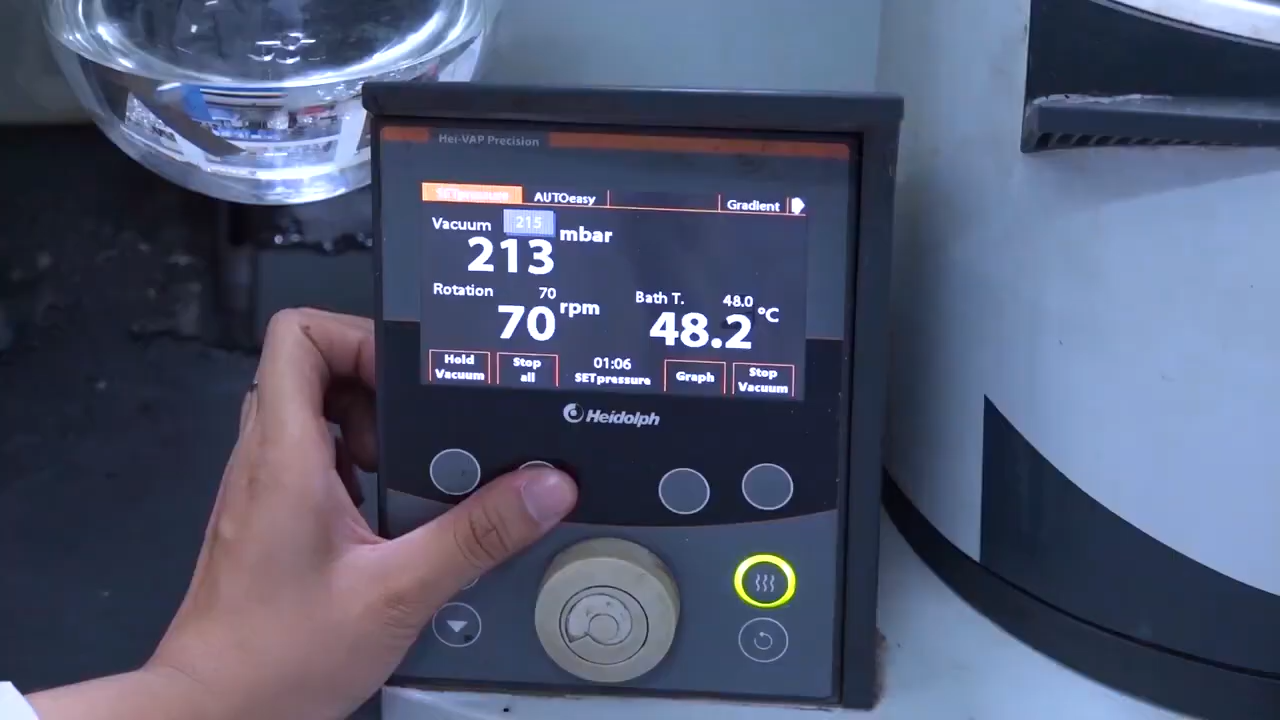 Hei-VAP Precision
SETpressure AUTOeasy Gradient
Vacuum 215 mbar
213
Rotation 70 rpm
70
Bath T. 48.0 °C
48.2
Hold Vacuum
Stop all
01:06
SETpressure
Graph
Stop Vacuum
Heidolph